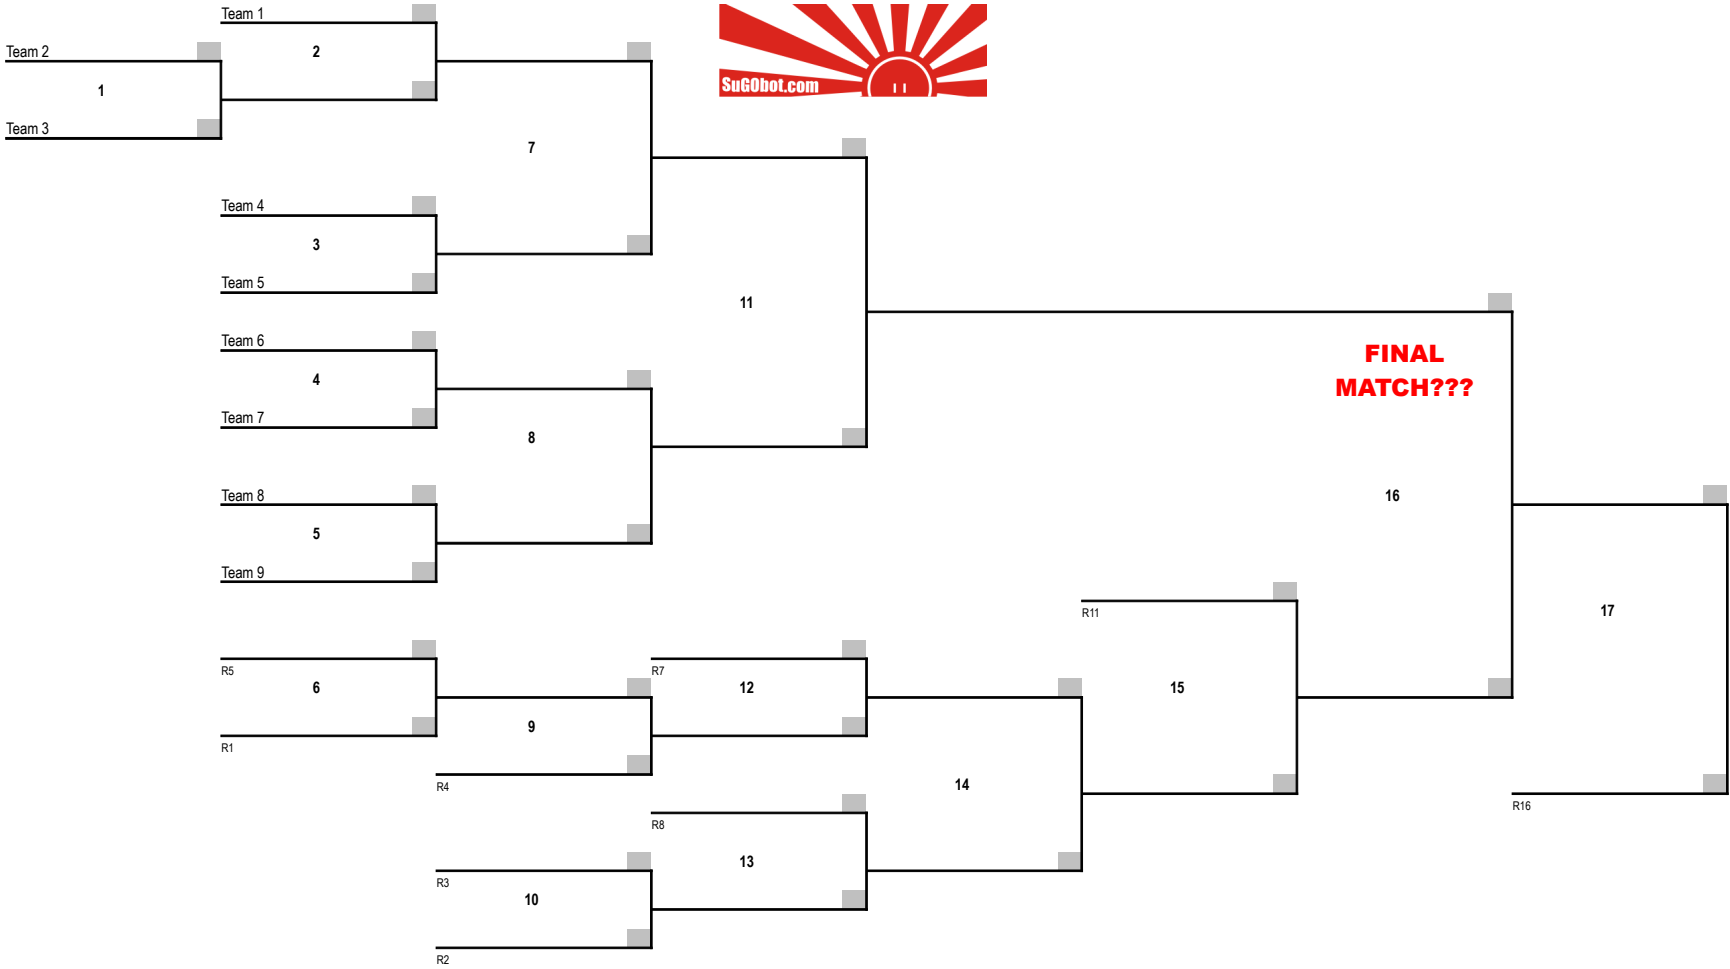 Team 1
Team 2
2
SuGObot.com
1
Team 3
7
Team 4
3
Team 5
11
Team 6
FINAL
MATCH???
4
Team 7
8
Team 8
16
5
Team 9
R11
17
R5
R7
6
12
15
9
R1
R4
14
R16
R8
13
R3
10
R2